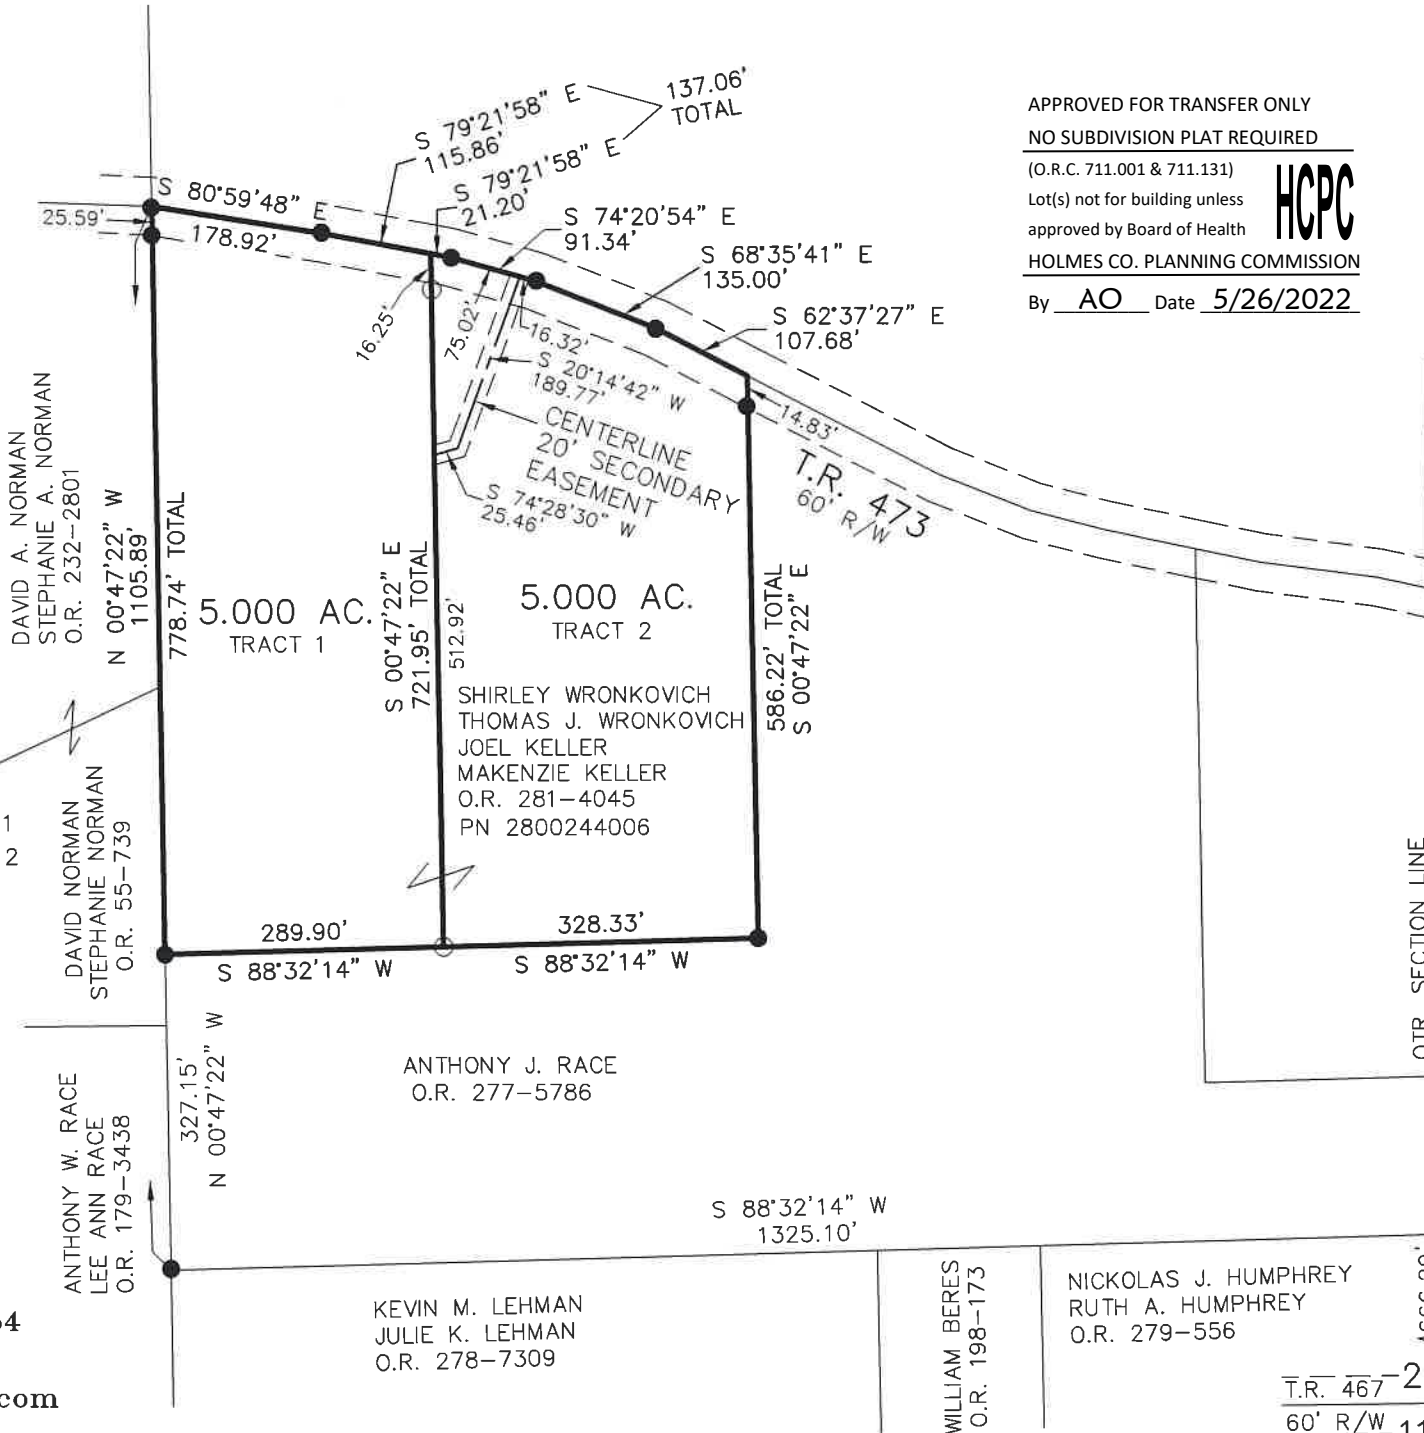 137.06'
TOTAL
S 79°21'58" E
115.86'
S 79°21'58" E
21.20'
S 80°59'48" E
178.92'
25.59'
S 74°20'54" E
91.34'
S 68°35'41" E
135.00'
S 62°37'27" E
107.68'
APPROVED FOR TRANSFER ONLY
NO SUBDIVISION PLAT REQUIRED
(O.R.C. 711.001 & 711.131)
Lot(s) not for building unless
approved by Board of Health
HCPC
HOLMES CO. PLANNING COMMISSION
By AO Date 5/26/2022
16.25'
75.02'
16.32'
S 20°14'42" W
189.77'
CENTERLINE
20' SECONDARY
EASEMENT
S 74°28'30" W
25.46'
14.83'
T.R. 473
60' R/W
DAVID A. NORMAN
STEPHANIE A. NORMAN
O.R. 232-2801
N 00°47'22" W
1105.89'
778.74' TOTAL
5.000 AC.
TRACT 1
S 00°47'22" E
721.95' TOTAL
512.92'
5.000 AC.
TRACT 2
586.22' TOTAL
S 00°47'22" E
SHIRLEY WRONKOVICH
THOMAS J. WRONKOVICH
JOEL KELLER
MAKENZIE KELLER
O.R. 281-4045
PN 2800244006
1
2
DAVID NORMAN
STEPHANIE NORMAN
O.R. 55-739
289.90'
S 88°32'14" W
328.33'
S 88°32'14" W
QTR. SECTION LINE
327.15'
N 00°47'22" W
ANTHONY J. RACE
O.R. 277-5786
ANTHONY W. RACE
LEE ANN RACE
O.R. 179-3438
S 88°32'14" W
1325.10'
KEVIN M. LEHMAN
JULIE K. LEHMAN
O.R. 278-7309
WILLIAM BERES
O.R. 198-173
NICKOLAS J. HUMPHREY
RUTH A. HUMPHREY
O.R. 279-556
T.R. 467
60' R/W
2
11
4
com